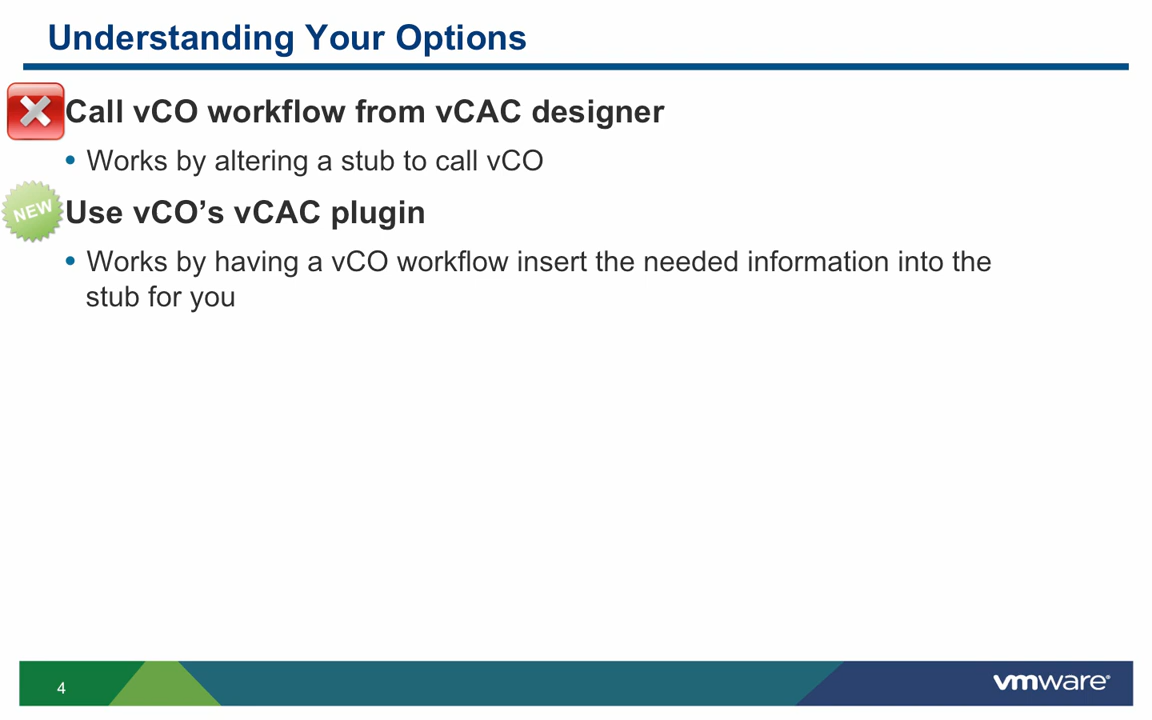 Understanding Your Options
Call vCO workflow from vCAC designer
• Works by altering a stub to call vCO
NEW
Use vCO’s vCAC plugin
• Works by having a vCO workflow insert the needed information into the
stub for you
4
vmware®